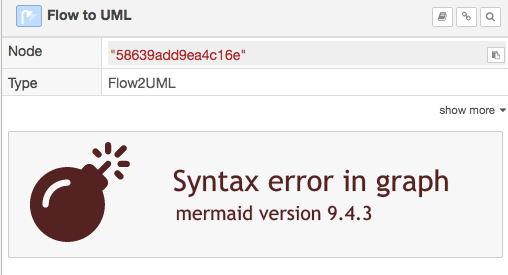 Flow to UML
Node "58639add9ea4c16e"
Type Flow2UML
show more
Syntax error in graph
mermaid version 9.4.3